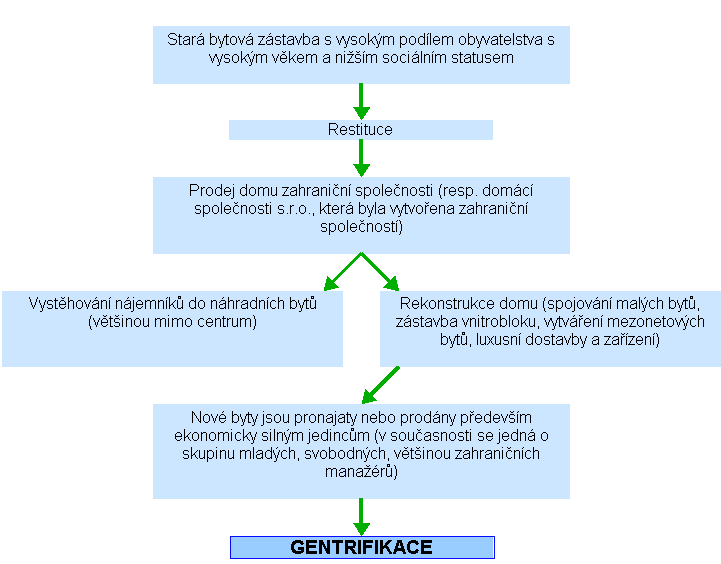 Stará bytová zástavba s vysokým podílem obyvatelstva s
vysokým věkem a nižším sociálním statusem
Restituce
Prodej domu zahraniční společnosti (resp. domácí
společnosti s.r.o., která byla vytvořena zahraniční
společností)
Vystěhování nájemníků do náhradních bytů
(většinou mimo centrum)
Rekonstrukce domu (spojování malých bytů,
zástavba vnitrobloku, vytváření mezonetových
bytů, luxusní dostavby a zařízení)
Nové byty jsou pronajaty nebo prodány především
ekonomicky silným jedincům (v současnosti se jedná o
skupinu mladých, svobodných, většinou zahraničních
manažérů)
GENTRIFIKACE